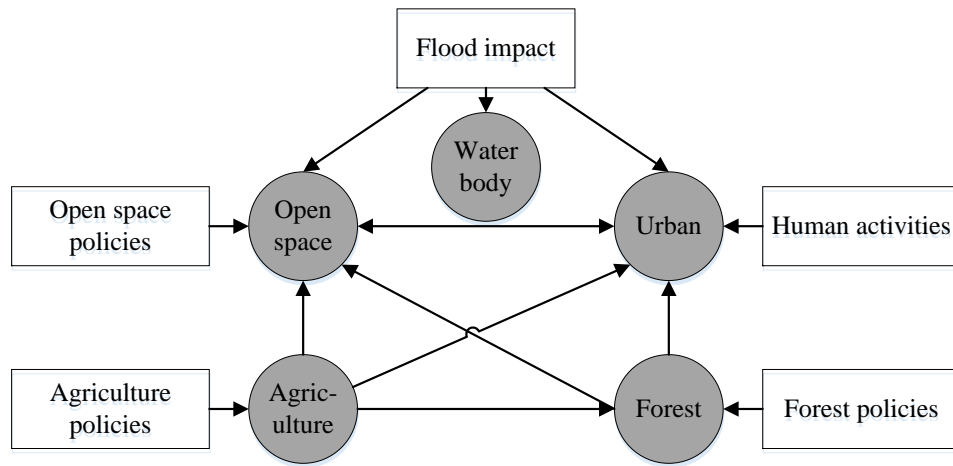 Flood impact
Water
body
Open space
policies
Open
space
Urban
Human activities
Agriculture
policies
Agric-
ulture
Forest
Forest policies